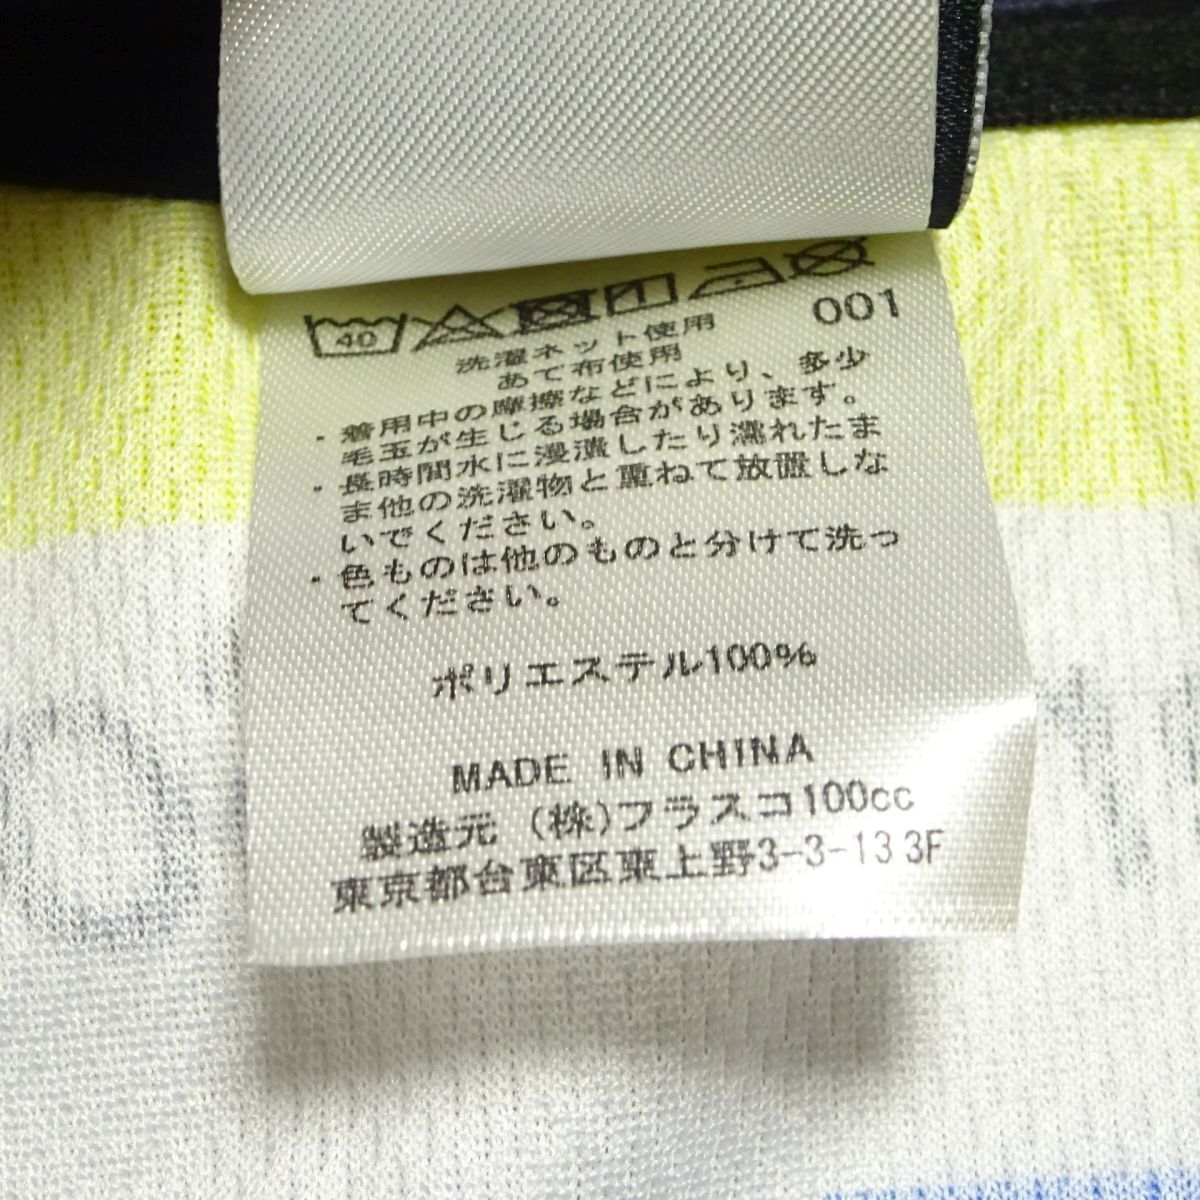 40
001
洗濯ネット使用
あて布使用
・着用中の摩擦などにより、多少
毛玉が生じる場合があります。
・長時間水に浸漬したり濡れたま
ま他の洗濯物と重ねて放置しな
いでください。
・色ものは他のものと分けて洗っ
てください。
ポリエステル100%
MADE IN CHINA
製造元 (株)フラスコ100cc
東京都台東区東上野3-3-13 3F